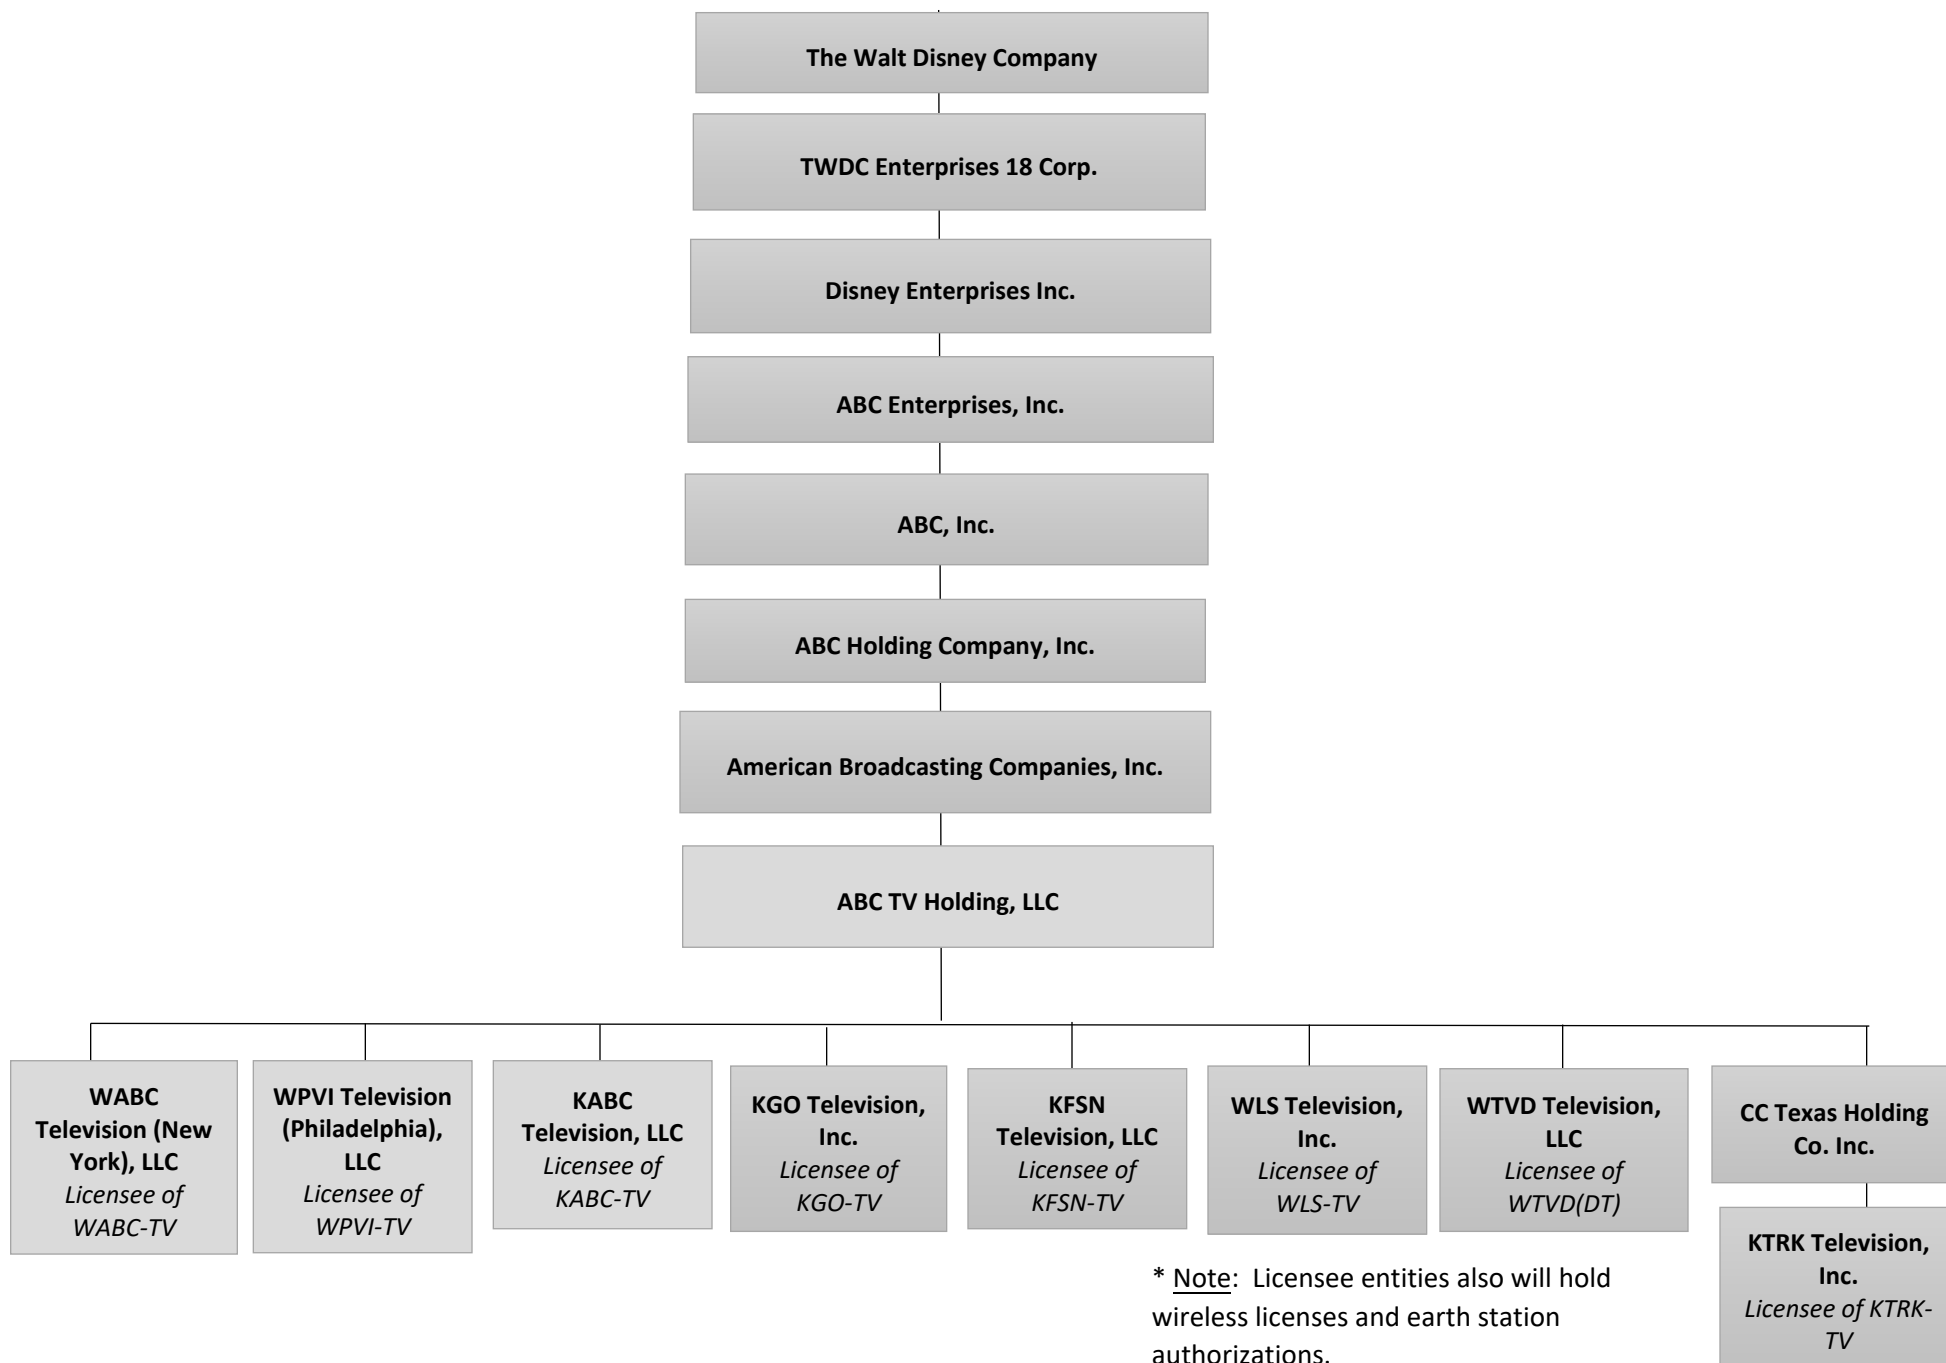 The Walt Disney Company
TWDC Enterprises 18 Corp.
Disney Enterprises Inc.
ABC Enterprises, Inc.
ABC, Inc.
ABC Holding Company, Inc.
American Broadcasting Companies, Inc.
ABC TV Holding, LLC
WABC
Television (New
York), LLC
Licensee of
WABC-TV
WPVI Television
(Philadelphia),
LLC
Licensee of
WPVI-TV
KABC
Television, LLC
Licensee of
KABC-TV
KGO Television,
Inc.
Licensee of
KGO-TV
KFSN
Television, LLC
Licensee of
KFSN-TV
WLS Television,
Inc.
Licensee of
WLS-TV
WTVD Television,
LLC
Licensee of
WTVD(DT)
CC Texas Holding
Co. Inc.
KTRK Television,
Inc.
Licensee of KTRK-
TV
* Note:  Licensee entities also will hold
wireless licenses and earth station
authorizations.